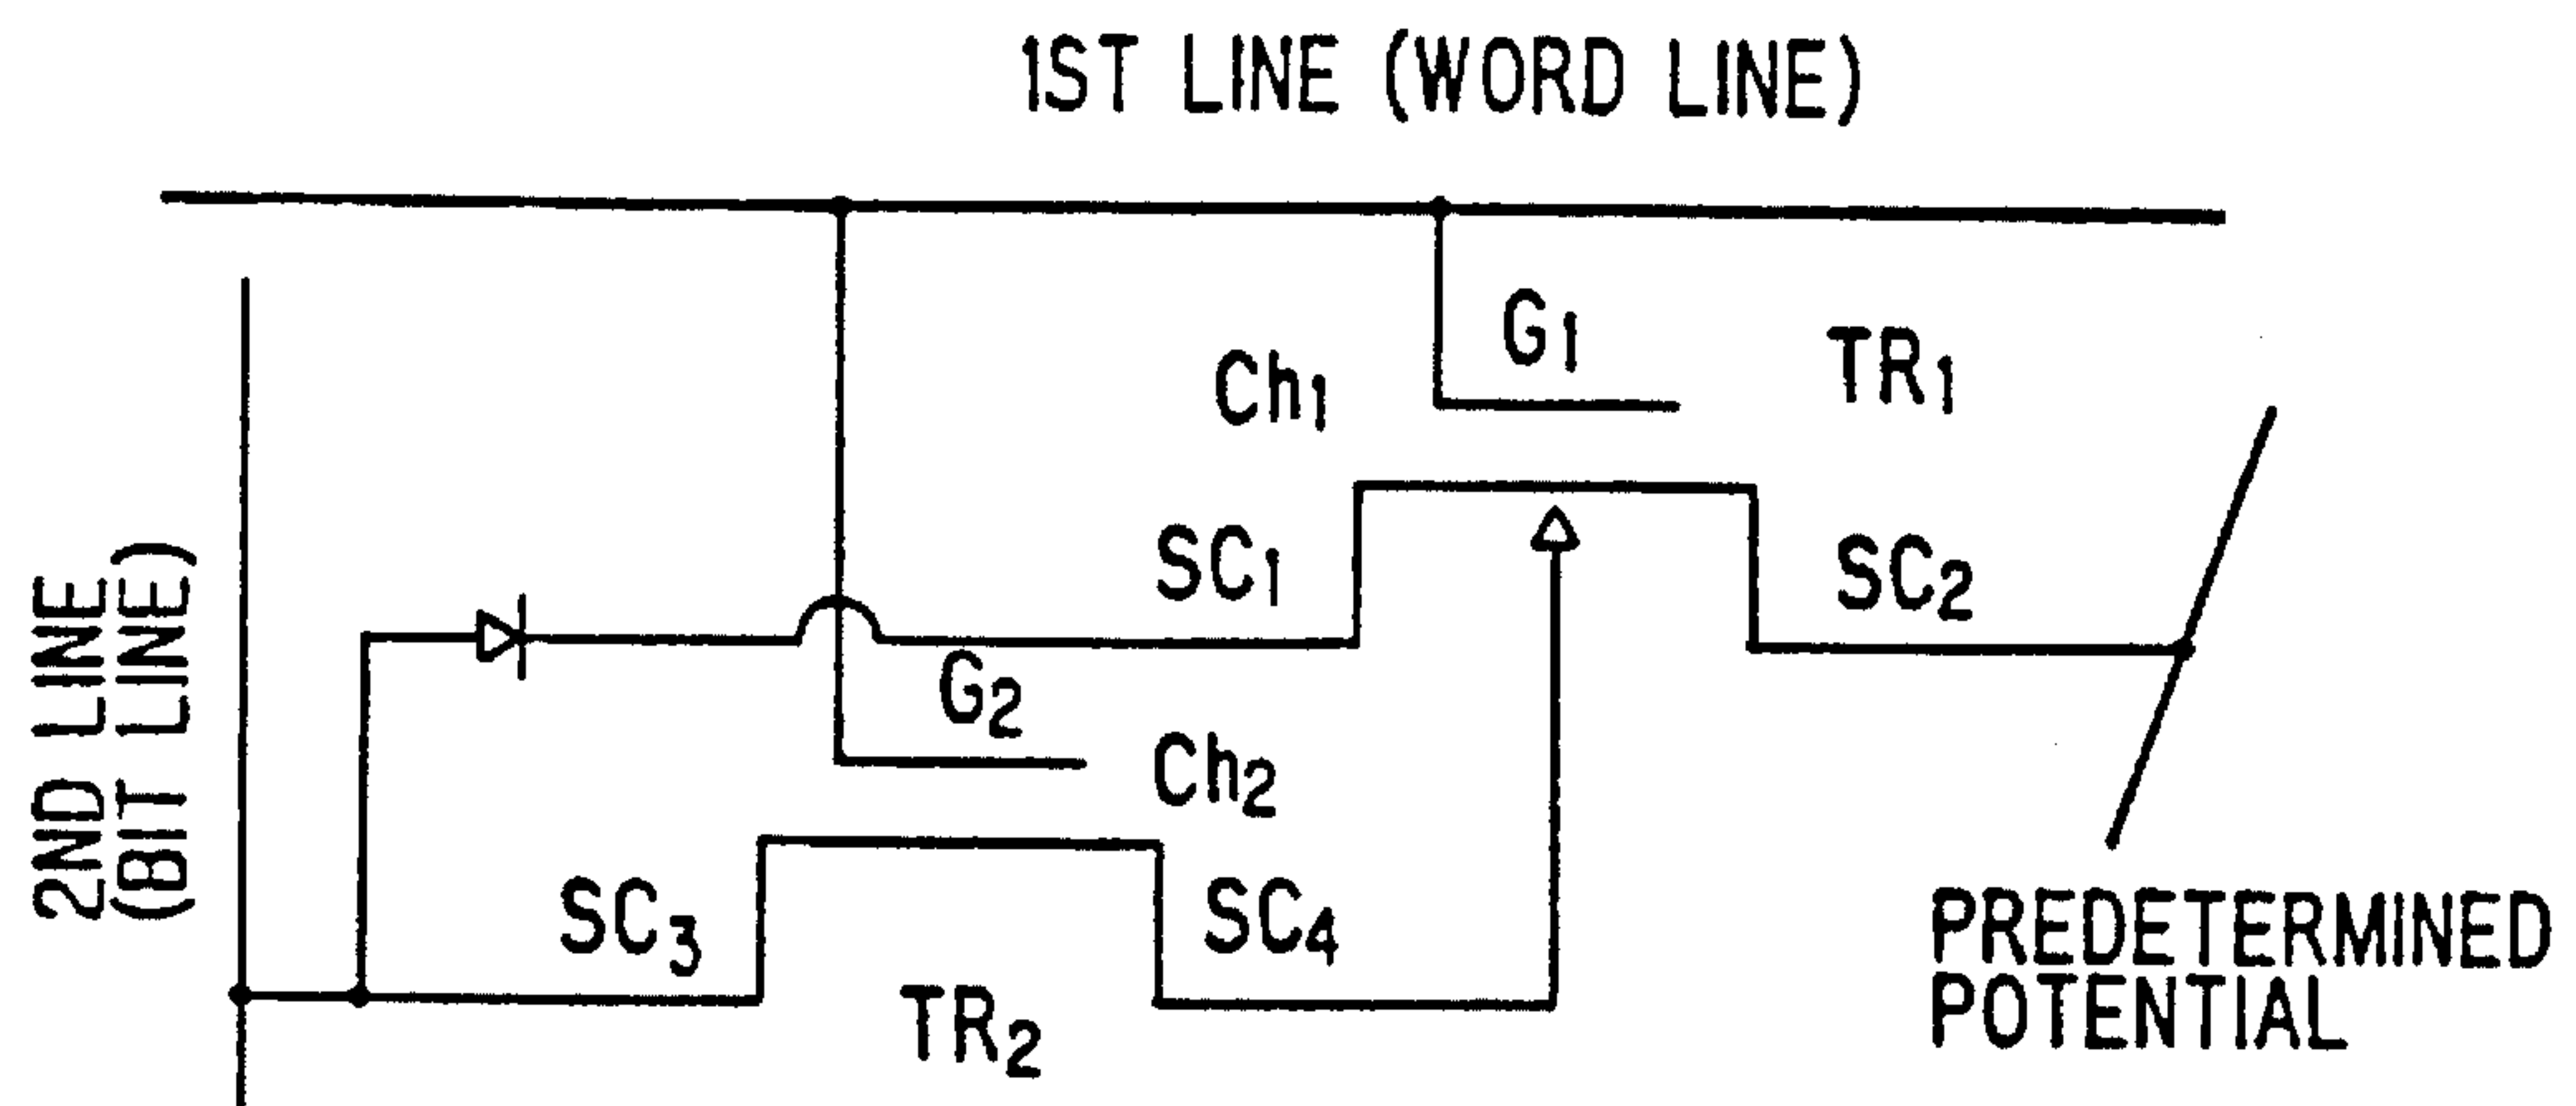 1ST LINE (WORD LINE)
G1
TR1
Ch1
SC1
SC2
2ND LINE
(BIT LINE)
G2
Ch2
SC3
SC4
TR2
PREDETERMINED
POTENTIAL